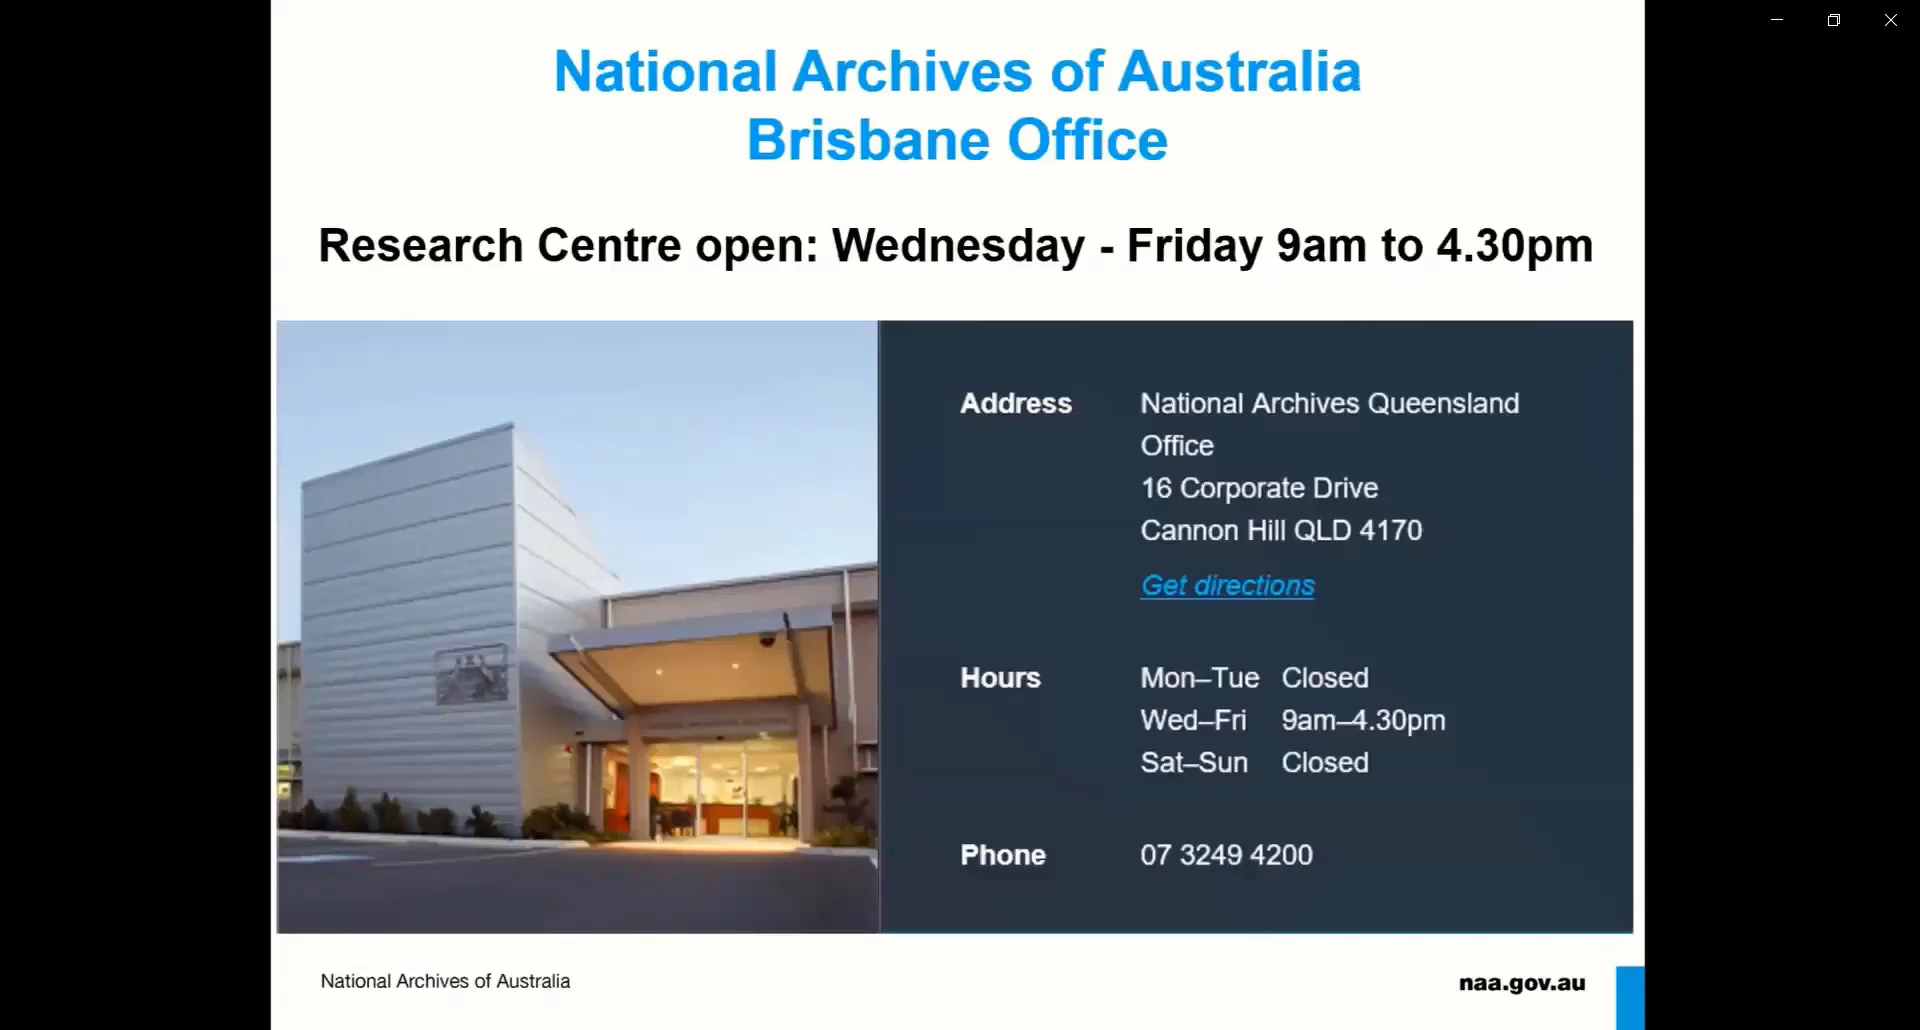 National Archives of Australia
Brisbane Office
Research Centre open: Wednesday - Friday 9am to 4.30pm
Address National Archives Queensland
Office
16 Corporate Drive
Cannon Hill QLD 4170
Get directions
Hours Mon–Tue Closed
Wed–Fri 9am–4.30pm
Sat–Sun Closed
Phone 07 3249 4200
National Archives of Australia naa.gov.au